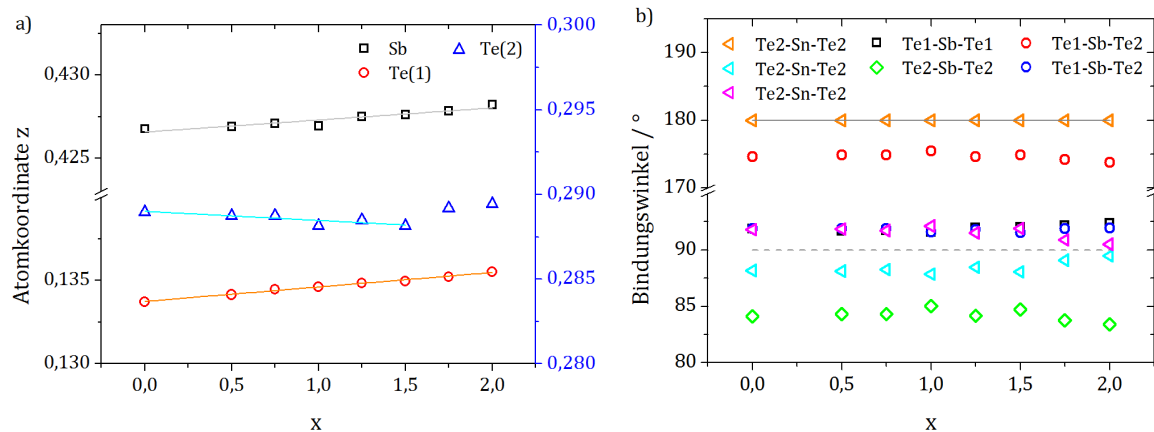 a)
Sb
Te(2)
Te(1)
Atomkoordinate z
0,430
0,425
0,135
0,130
0,300
0,295
0,290
0,285
0,280
0,0 0,5 1,0 1,5 2,0
x
b)
Te2-Sn-Te2 Te1-Sb-Te1 Te1-Sb-Te2
Te2-Sn-Te2 Te2-Sb-Te2 Te1-Sb-Te2
Te2-Sn-Te2
Bindungswinkel / °
190
180
170
90
85
80
0,0 0,5 1,0 1,5 2,0
x